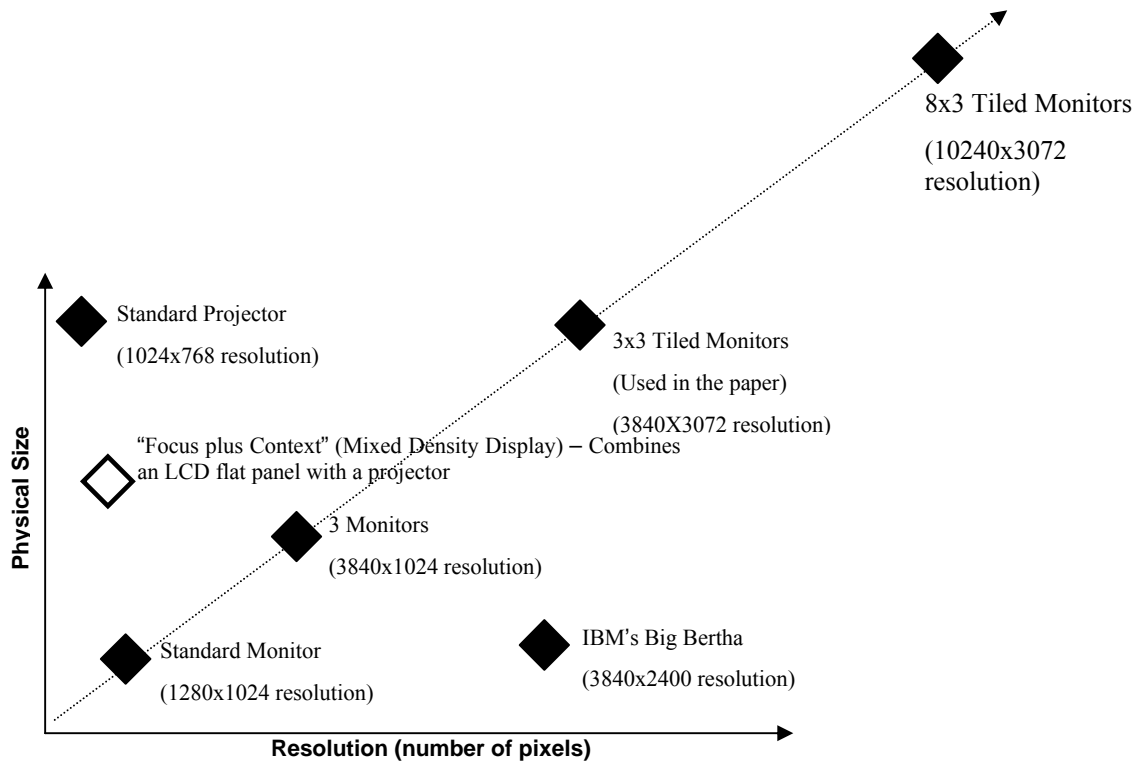 8x3 Tiled Monitors
(10240x3072
resolution)
Standard Projector
(1024x768 resolution)
3x3 Tiled Monitors
(Used in the paper)
(3840X3072 resolution)
“Focus plus Context” (Mixed Density Display) – Combines
an LCD flat panel with a projector
3 Monitors
(3840x1024 resolution)
Standard Monitor
(1280x1024 resolution)
IBM’s Big Bertha
(3840x2400 resolution)
Physical Size
Resolution (number of pixels)